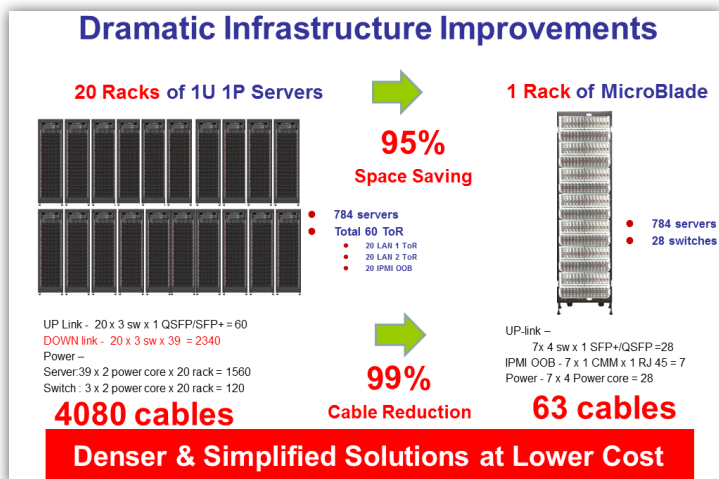 Dramatic Infrastructure Improvements
20 Racks of 1U 1P Servers
1 Rack of MicroBlade
95%
Space Saving
784 servers
Total 60 ToR
20 LAN 1 ToR
20 LAN 2 ToR
20 IPMI OOB
784 servers
28 switches
UP Link - 20 x 3 sw x 1 QSFP/SFP+ = 60
DOWN link - 20 x 3 sw x 39 = 2340
Power –
Server:39 x 2 power core x 20 rack = 1560
Switch : 3 x 2 power core x 20 rack = 120
4080 cables
99%
Cable Reduction
UP-link –
7x 4 sw x 1 SFP+/QSFP =28
IPMI OOB - 7 x 1 CMM x 1 RJ 45 = 7
Power - 7 x 4 Power core = 28
63 cables
Denser & Simplified Solutions at Lower Cost